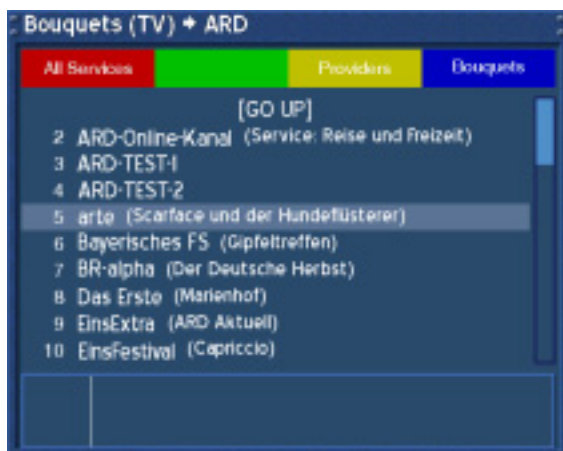 Bouquets (TV) → ARD
All Services Providers Bouquets
[GO UP]
2 ARD-Online-Kanal (Service: Reise und Freizeit)
3 ARD-TEST-1
4 ARD-TEST-2
5 arte (Scarface und der Hundeflüsterer)
6 Bayerisches FS (Gipfeltreffen)
7 BR-alpha (Der Deutsche Herbst)
8 Das Erste (Marienhof)
9 EinsExtra (ARD Aktuell)
10 EinsFestival (Capriccio)